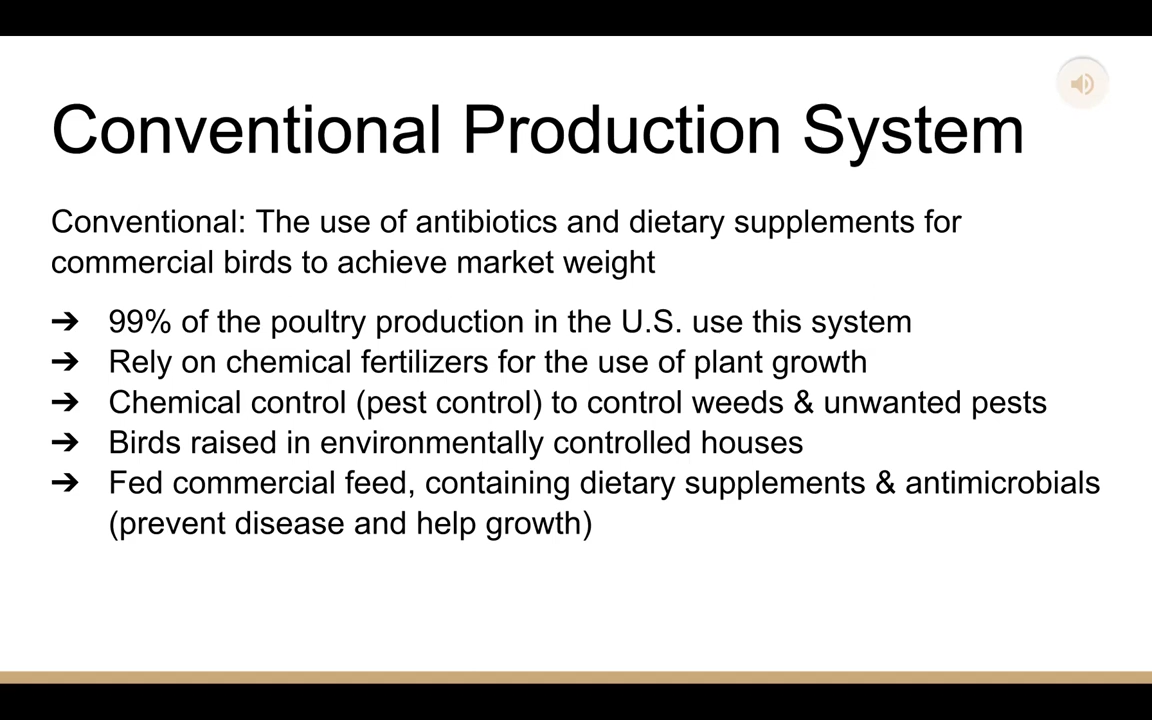 Conventional Production System
Conventional: The use of antibiotics and dietary supplements for
commercial birds to achieve market weight
➔ 99% of the poultry production in the U.S. use this system
➔ Rely on chemical fertilizers for the use of plant growth
➔ Chemical control (pest control) to control weeds & unwanted pests
➔ Birds raised in environmentally controlled houses
➔ Fed commercial feed, containing dietary supplements & antimicrobials
(prevent disease and help growth)